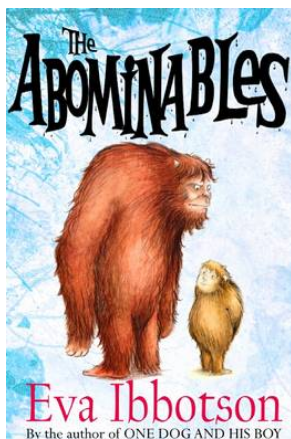 The
ABOMINABLES
Eva Ibbotson
By the author of ONE DOG AND HIS BOY